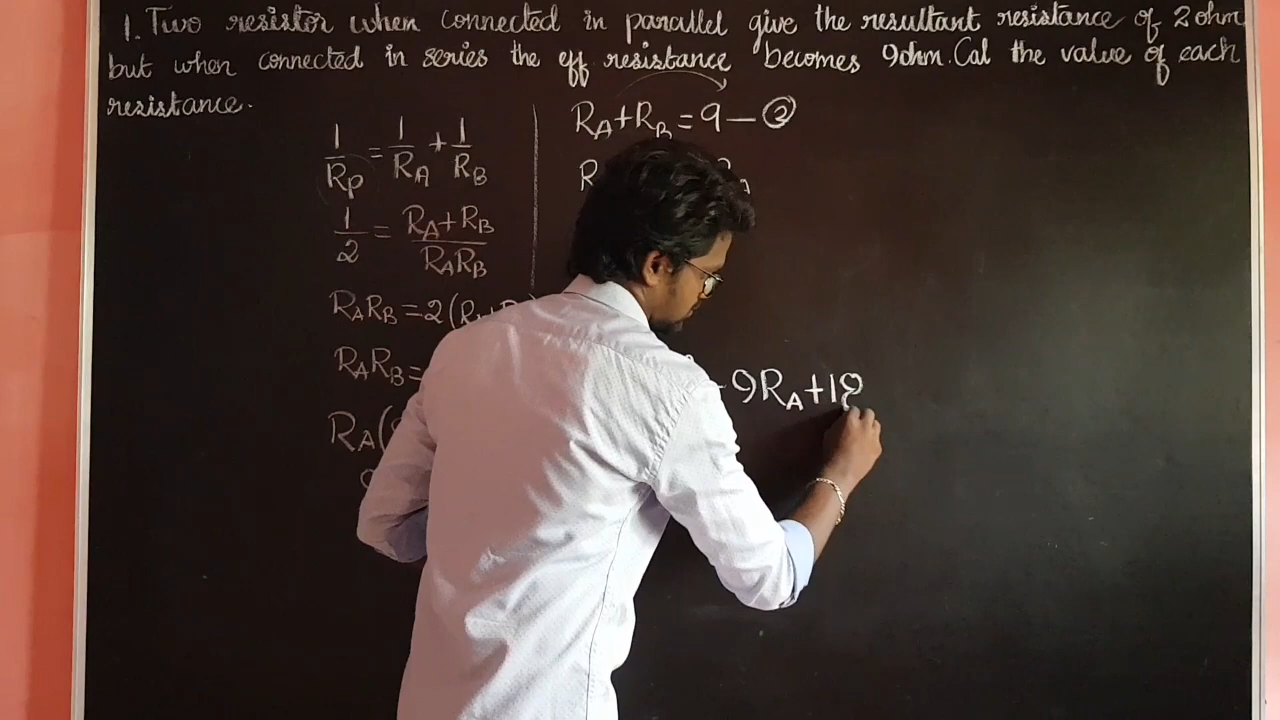 1. Two resistor when connected in parallel give the resultant resistance of 2 ohm
but when connected in series the eff resistance becomes 9 ohm. Cal the value of each
resistance.
1/RP = 1/RA + 1/RB
1/2 = RA+RB/RARB
RARB = 2(
RARB =
RA(
RA+RB = 9 — ②
R
9RA+18